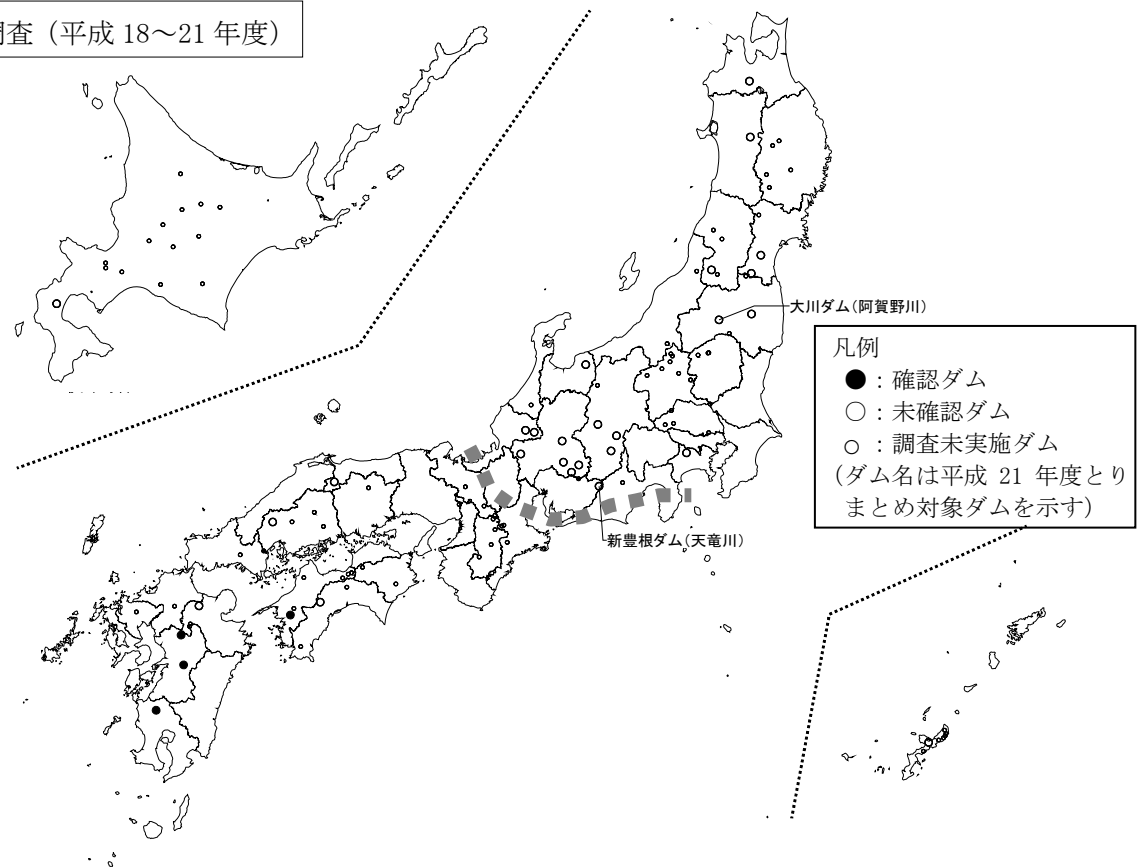 査（平成 18～21 年度）
大川ダム（阿賀野川）
凡例
●：確認ダム
○：未確認ダム
○：調査未実施ダム
（ダム名は平成 21 年度とり
まとめ対象ダムを示す）
新豊根ダム（天竜川）